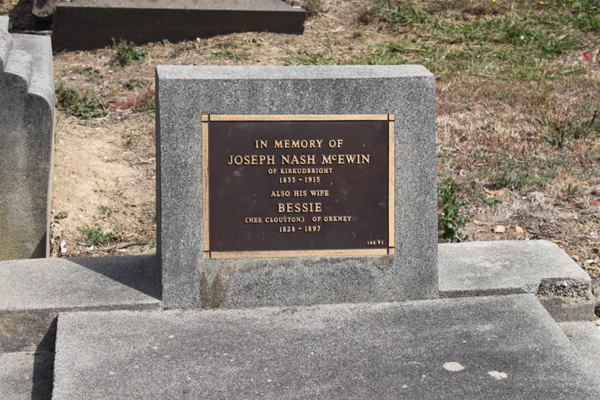 IN MEMORY OF
JOSEPH NASH McEWIN
OF KIRKUDBRIGHT
1833 - 1915
ALSO HIS WIFE
BESSIE
(NEE CLOUSTON) OF ORKNEY
1828 - 1897